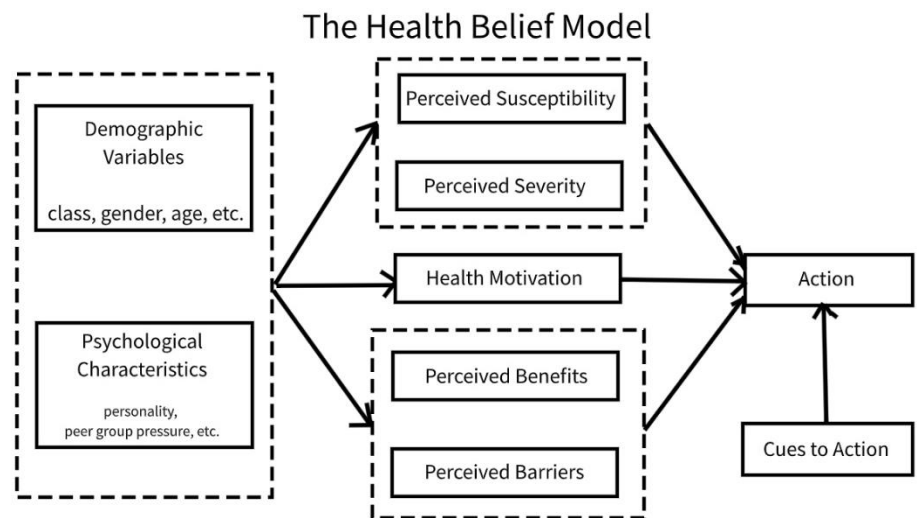 The Health Belief Model
Demographic
Variables
class, gender, age, etc.
Psychological
Characteristics
personality,
peer group pressure, etc.
Perceived Susceptibility
Perceived Severity
Health Motivation
Perceived Benefits
Perceived Barriers
Action
Cues to Action